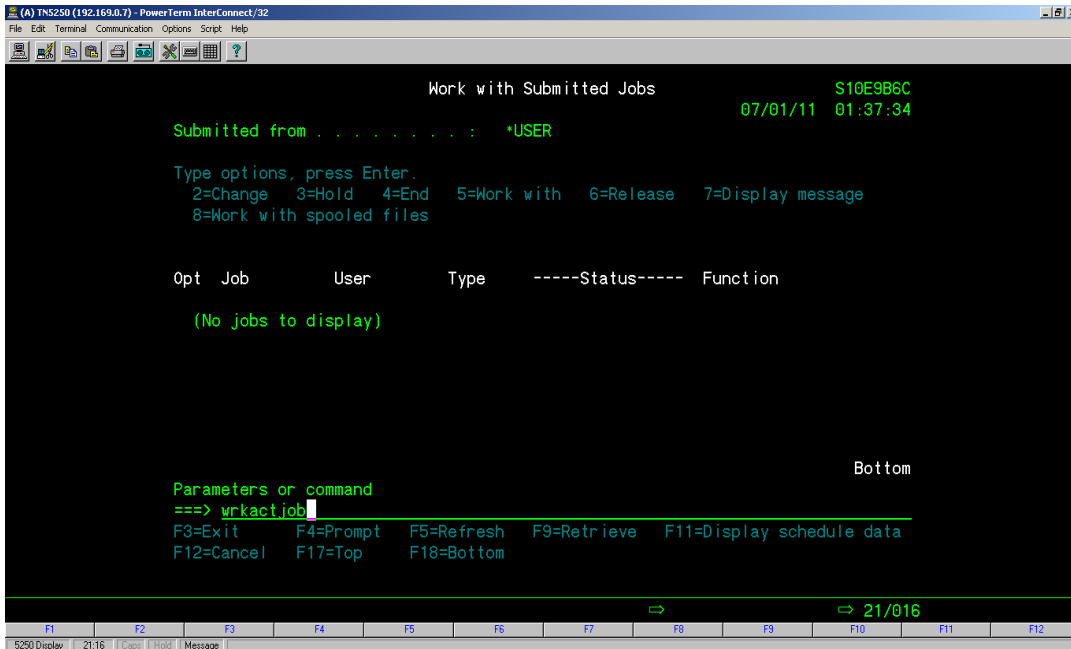 (A) TN5250 (192.169.0.7) - PowerTerm InterConnect/32
File Edit Terminal Communication Options Script Help
Work with Submitted Jobs S10E9B6C
07/01/11 01:37:34
Submitted from . . . . . . . . . : *USER
Type options, press Enter.
2=Change 3=Hold 4=End 5=Work with 6=Release 7=Display message
8=Work with spooled files
Opt Job User Type -----Status----- Function
(No jobs to display)
Bottom
Parameters or command
===> wrkactjob
F3=Exit F4=Prompt F5=Refresh F9=Retrieve F11=Display schedule data
F12=Cancel F17=Top F18=Bottom
⇨ ⇨ 21/016
F1 F2 F3 F4 F5 F6 F7 F8 F9 F10 F11 F12
5250 Display 21:16 Caps Hold Message